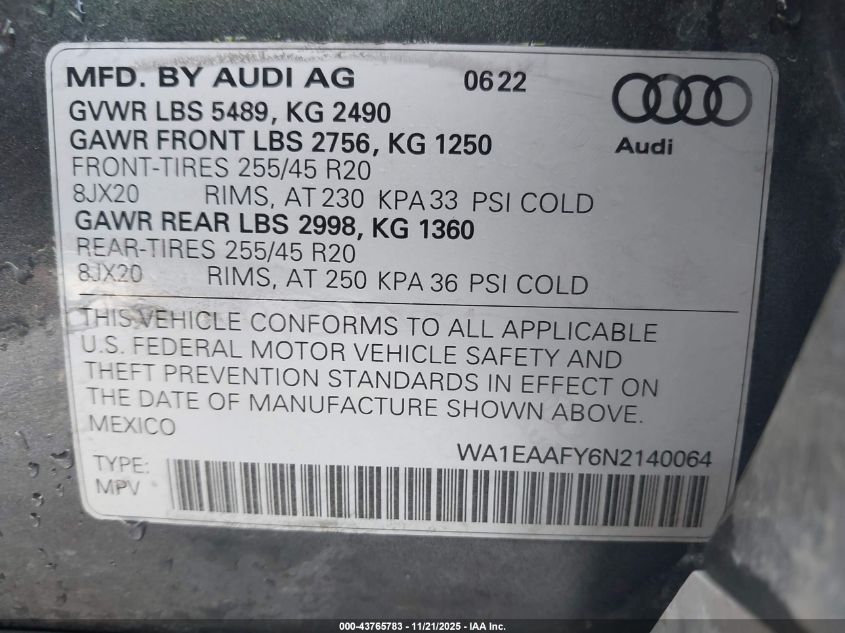 MFD. BY AUDI AG 0622
Audi
GVWR LBS 5489, KG 2490
GAWR FRONT LBS 2756, KG 1250
FRONT-TIRES 255/45 R20
8JX20 RIMS, AT 230 KPA 33 PSI COLD
GAWR REAR LBS 2998, KG 1360
REAR-TIRES 255/45 R20
8JX20 RIMS, AT 250 KPA 36 PSI COLD
THIS VEHICLE CONFORMS TO ALL APPLICABLE
U.S. FEDERAL MOTOR VEHICLE SAFETY AND
THEFT PREVENTION STANDARDS IN EFFECT ON
THE DATE OF MANUFACTURE SHOWN ABOVE.
MEXICO
WA1EAAFY6N2140064
TYPE:
MPV
000-43765783 - 11/21/2025 - IAA Inc.